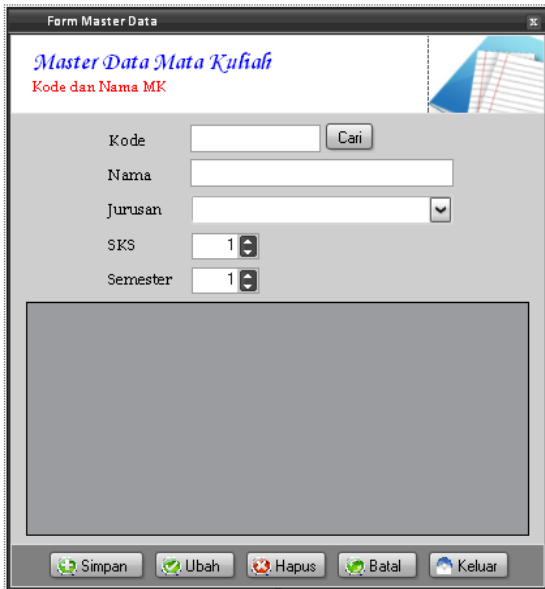 Form Master Data
x
Master Data Mata Kuliah
Kode dan Nama MK
Kode
Cari
Nama
Jurusan
SKS 1
Semester 1
Simpan Ubah Hapus Batal Keluar